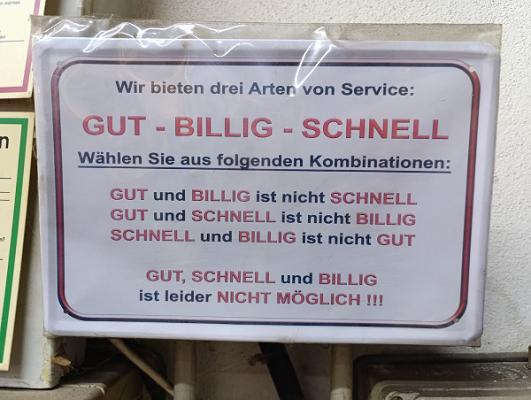 Wir bieten drei Arten von Service:
GUT - BILLIG - SCHNELL
Wählen Sie aus folgenden Kombinationen:
GUT und BILLIG ist nicht SCHNELL
GUT und SCHNELL ist nicht BILLIG
SCHNELL und BILLIG ist nicht GUT
GUT, SCHNELL und BILLIG
ist leider NICHT MÖGLICH !!!